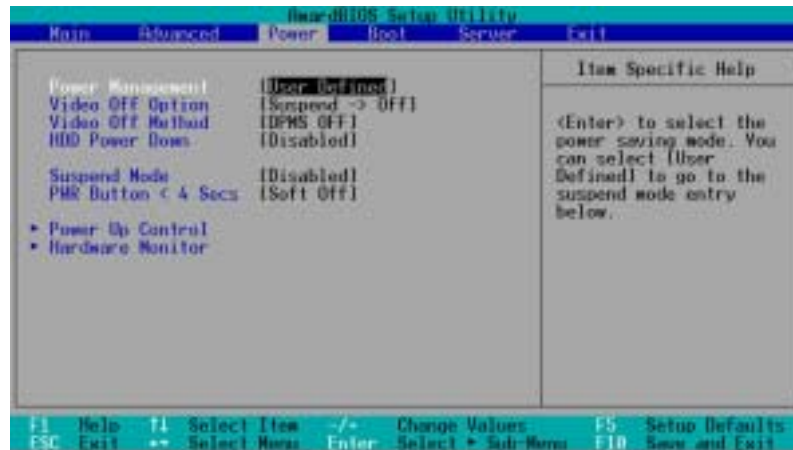 AwardBIOS Setup Utility
Main Advanced Power Boot Server Exit
Power Management [User Defined]
Video Off Option [Suspend -> Off]
Video Off Method [DPMS OFF]
HDD Power Down [Disabled]
Suspend Mode [Disabled]
PWR Button < 4 Secs [Soft Off]
Power Up Control
Hardware Monitor
Item Specific Help
<Enter> to select the
power saving mode. You
can select [User
Defined] to go to the
suspend mode entry
below.
F1 Help ↑↓ Select Item -/+ Change Values F5 Setup Defaults
ESC Exit ←→ Select Menu Enter Select ▸ Sub-Menu F10 Save and Exit